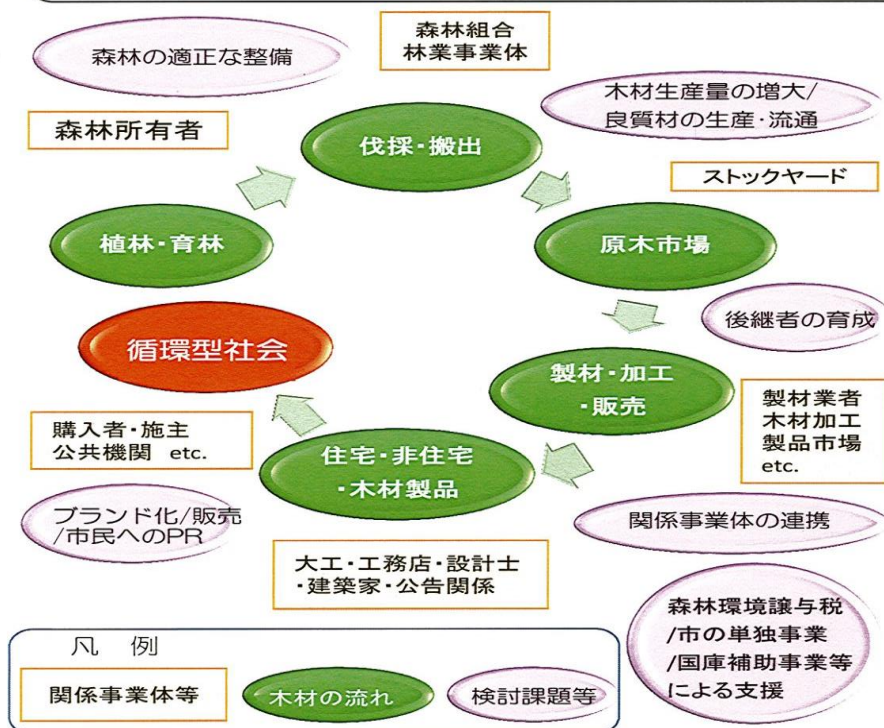 森林の適正な整備
森林組合
林業事業体
木材生産量の増大/
良質材の生産・流通
森林所有者
伐採・搬出
ストックヤード
植林・育林
原木市場
後継者の育成
循環型社会
製材・加工
・販売
製材業者
木材加工
製品市場
etc.
購入者・施主
公共機関 etc.
住宅・非住宅
・木材製品
ブランド化/販売
/市民へのPR
関係事業体の連携
大工・工務店・設計士
・建築家・公告関係
森林環境譲与税
/市の単独事業
/国庫補助事業等
による支援
凡 例
関係事業体等
木材の流れ
検討課題等